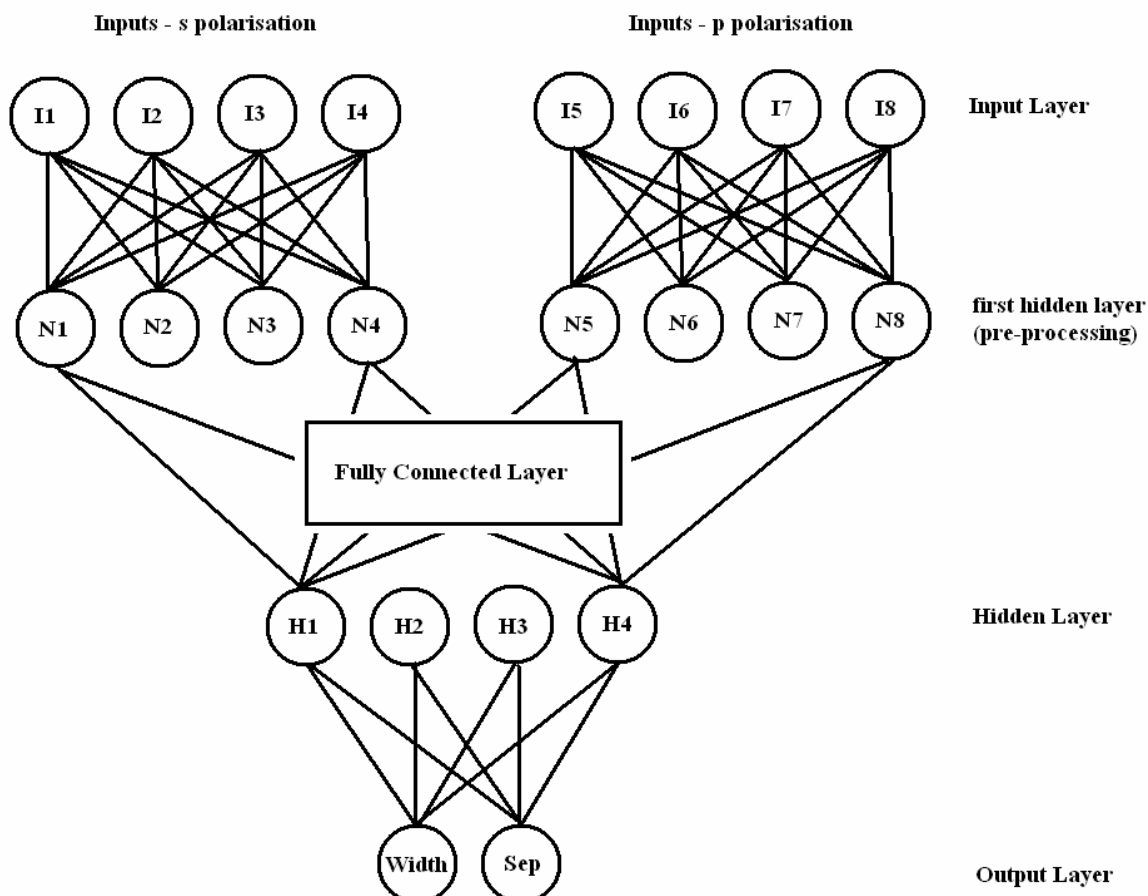 Inputs - s polarisation
Inputs - p polarisation
I1 I2 I3 I4
I5 I6 I7 I8
Input Layer
N1 N2 N3 N4
N5 N6 N7 N8
first hidden layer
(pre-processing)
Fully Connected Layer
H1 H2 H3 H4
Hidden Layer
Width Sep
Output Layer